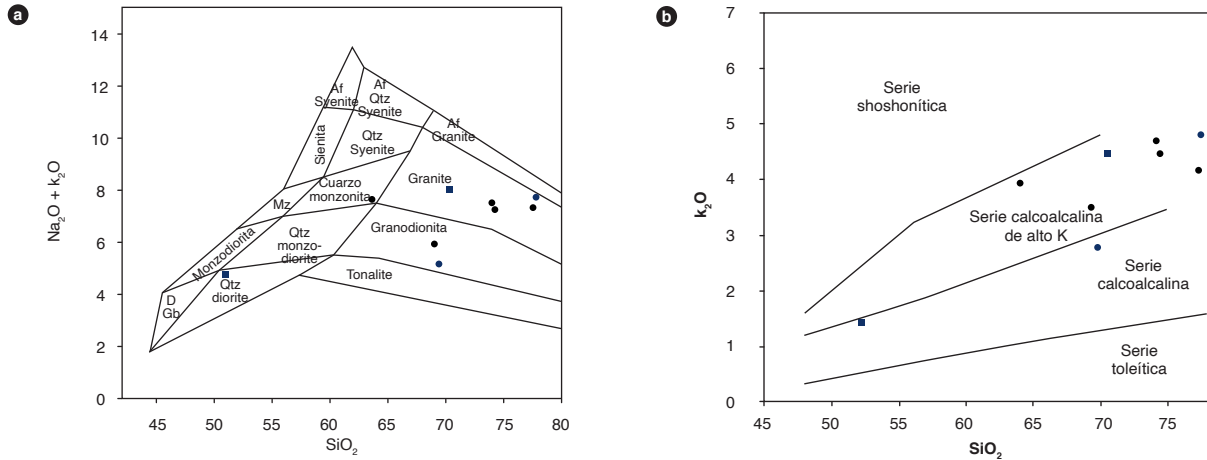 a
14
12
10
8
6
4
2
0
Na₂O + k₂O
45 50 55 60 65 70 75 80
SiO₂
Af
Syenite
Af
Qtz
Syenite
Af
Granite
Sienita
Qtz
Syenite
Granite
Cuarzo
monzonita
Mz
Monzodiorita
Qtz
monzo-
diorite
Granodionita
Tonalite
D
Gb
Qtz
diorite
b
7
6
5
4
3
2
1
0
k₂O
45 55 60 65 70 75
SiO₂
Serie
shoshonítica
Serie calcoalcalina
de alto K
Serie
calcoalcalina
Serie
toleítica